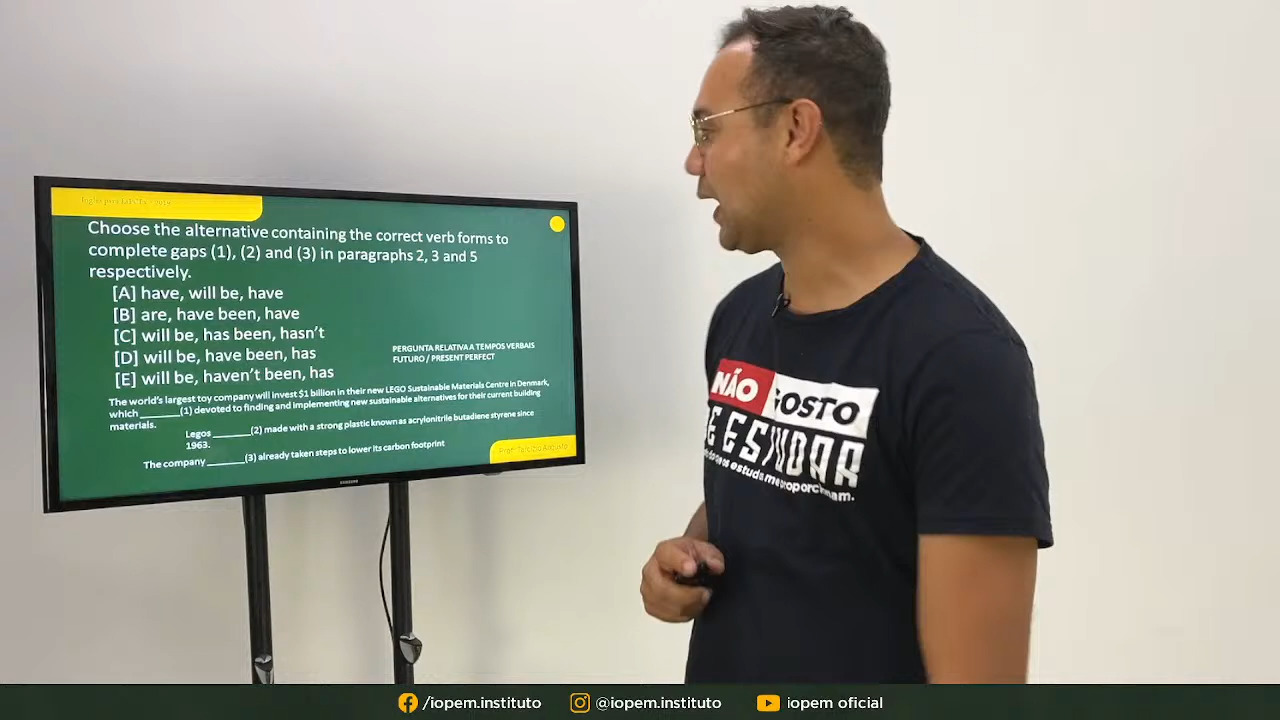 Choose the alternative containing the correct verb forms to
complete gaps (1), (2) and (3) in paragraphs 2, 3 and 5
respectively.
[A] have, will be, have
[B] are, have been, have
[C] will be, has been, hasn't
[D] will be, have been, has
[E] will be, haven't been, has
PERGUNTA RELATIVA A TEMPOS VERBAIS
FUTURO / PRESENT PERFECT
The world's largest toy company will invest $1 billion in their new LEGO Sustainable Materials Centre in Denmark,
which _______(1) devoted to finding and implementing new sustainable alternatives for their current building
materials.
Legos _______(2) made with a strong plastic known as acrylonitrile butadiene styrene since
1963.
The company _______(3) already taken steps to lower its carbon footprint
SAMSUNG
NÃO GOSTO
E ESTUDAR
/iopem.instituto @iopem.instituto iopem oficial